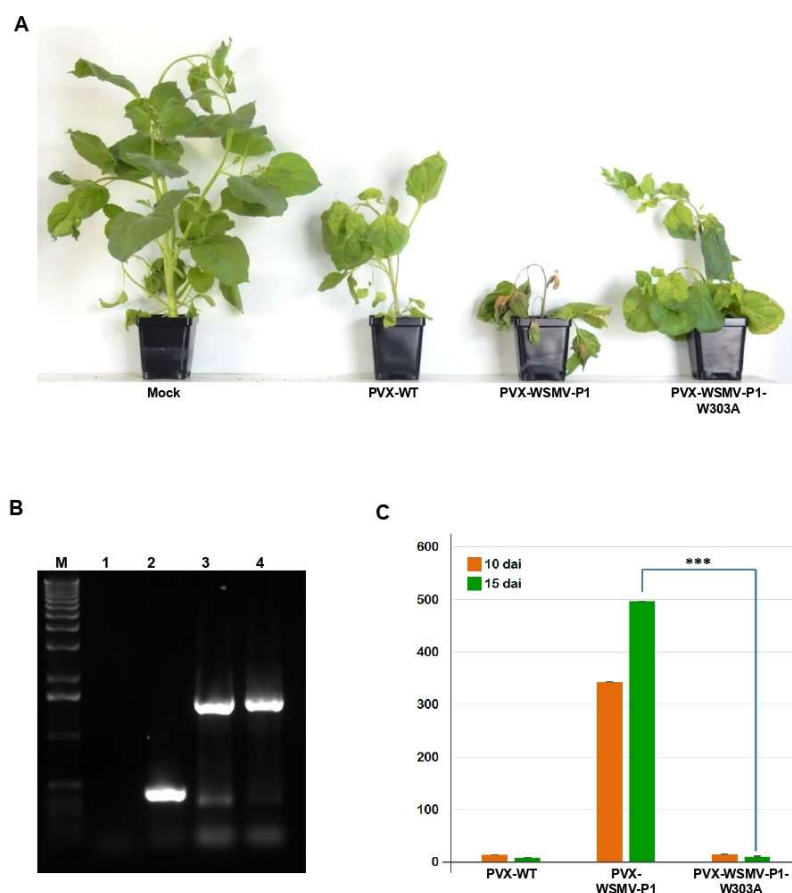 A
Mock
PVX-WT
PVX-WSMV-P1
PVX-WSMV-P1-
W303A
B
M 1 2 3 4
C
600
500
400
300
200
100
0
10 dai
15 dai
***
PVX-WT
PVX-
WSMV-P1
PVX-WSMV-P1-
W303A